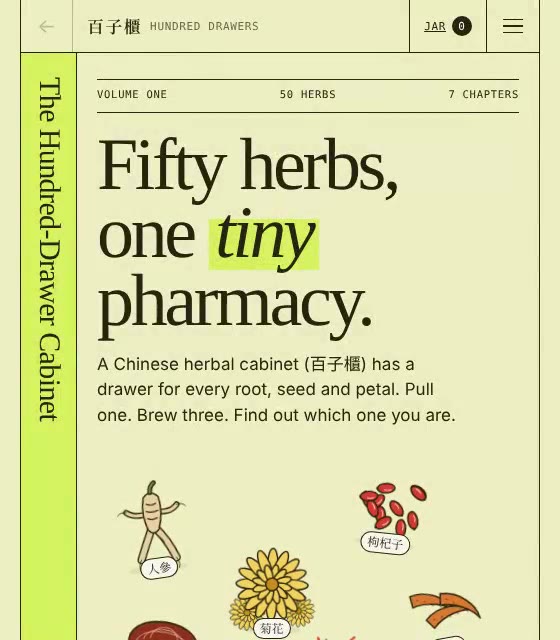 ←
百子櫃 HUNDRED DRAWERS
JAR 0
The Hundred-Drawer Cabinet
VOLUME ONE 50 HERBS 7 CHAPTERS
Fifty herbs,
one tiny
pharmacy.
A Chinese herbal cabinet (百子櫃) has a
drawer for every root, seed and petal. Pull
one. Brew three. Find out which one you are.
人參
枸杞子
菊花